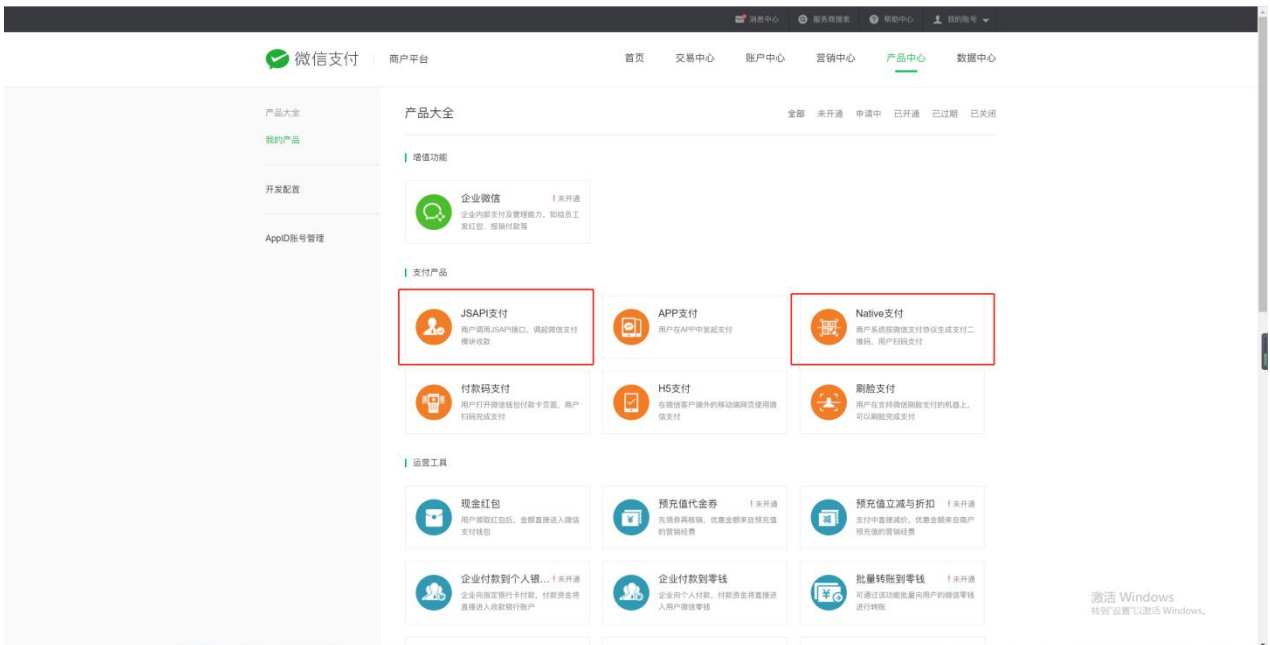 消息中心 服务商搜索 帮助中心 我的账号
微信支付 商户平台 首页 交易中心 账户中心 营销中心 产品中心 数据中心
产品大全
我的产品
开发配置
AppID账号管理
产品大全 全部 未开通 申请中 已开通 已过期 已关闭
增值功能
企业微信 !未开通
企业内部支付及管理能力，如给员工
发红包、报销付款等
支付产品
JSAPI支付
商户调用JSAPI接口，调起微信支付
模块收款
APP支付
用户在APP中发起支付
Native支付
商户系统按微信支付协议生成支付二
维码，用户扫码支付
付款码支付
用户打开微信钱包付款卡页面，商户
扫码完成支付
H5支付
在微信客户端外的移动端网页使用微
信支付
刷脸支付
用户在支持微信刷脸支付的机器上，
可以刷脸完成支付
运营工具
现金红包
用户领取红包后，金额直接进入微信
支付钱包
预充值代金券 !未开通
先领券再核销，优惠金额来自预充值
的营销经费
预充值立减与折扣 !未开通
支付中直接减价，优惠金额来自商户
预充值的营销经费
企业付款到个人银... !未开通
企业向指定银行卡付款，付款资金将
直接进入收款银行账户
企业付款到零钱
企业向个人付款，付款资金将直接进
入用户微信零钱
批量转账到零钱 !未开通
可通过该功能批量向用户的微信零钱
进行转账
激活 Windows
转到"设置"以激活 Windows。